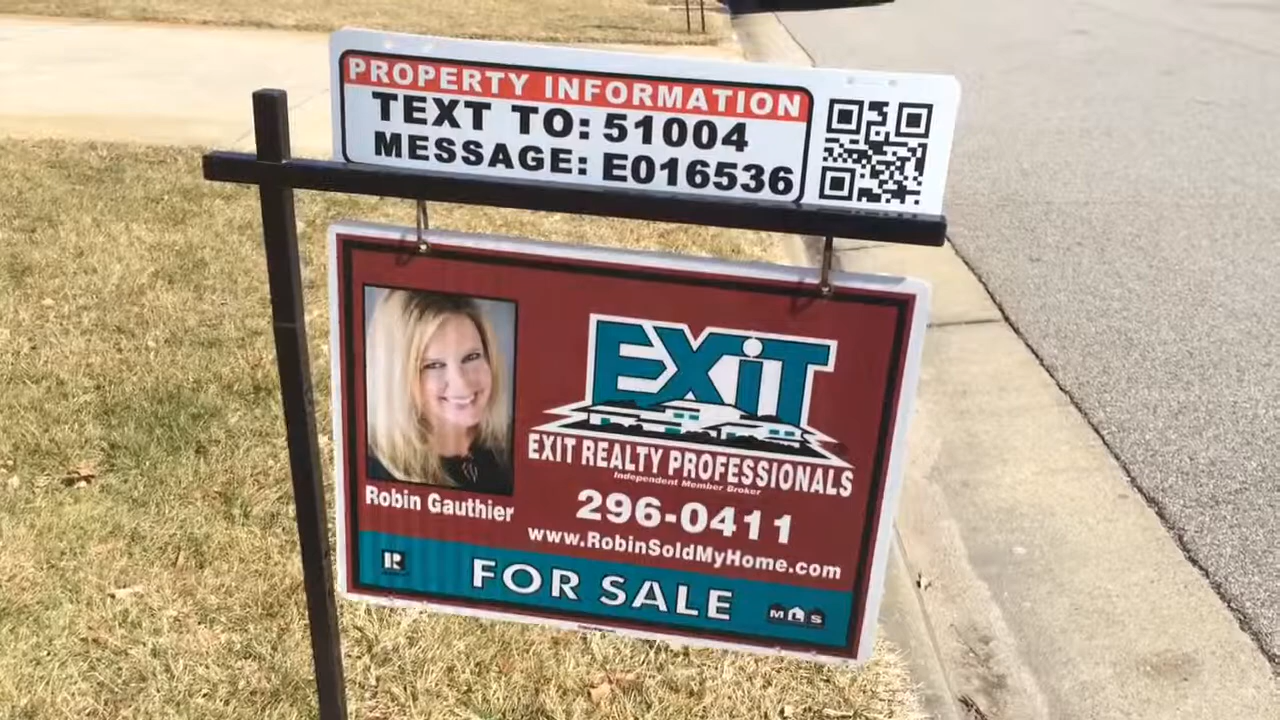 PROPERTY INFORMATION
TEXT TO: 51004
MESSAGE: E016536
EXiT
EXIT REALTY PROFESSIONALS
Independent Member Broker
Robin Gauthier
296-0411
www.RobinSoldMyHome.com
R
FOR SALE
MLS